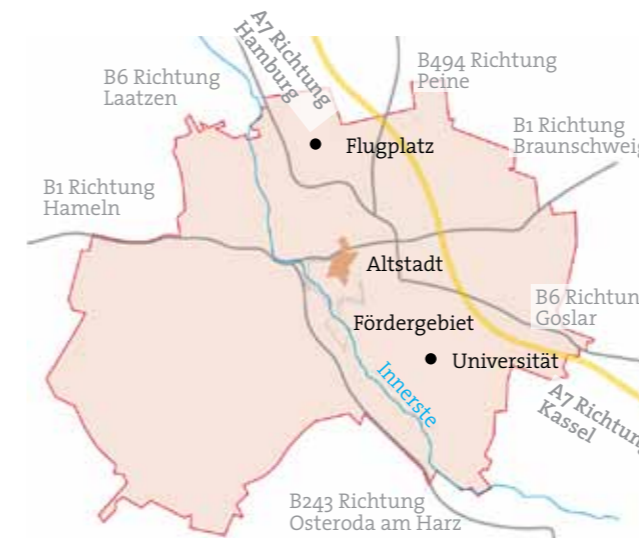 A7 Richtung
Hamburg
B494 Richtung
Peine
B6 Richtung
Laatzen
B1 Richtung
Braunschweig
Flugplatz
B1 Richtung
Hameln
Altstadt
B6 Richtung
Goslar
Fördergebiet
Universität
Innerste
A7 Richtung
Kassel
B243 Richtung
Osteroda am Harz